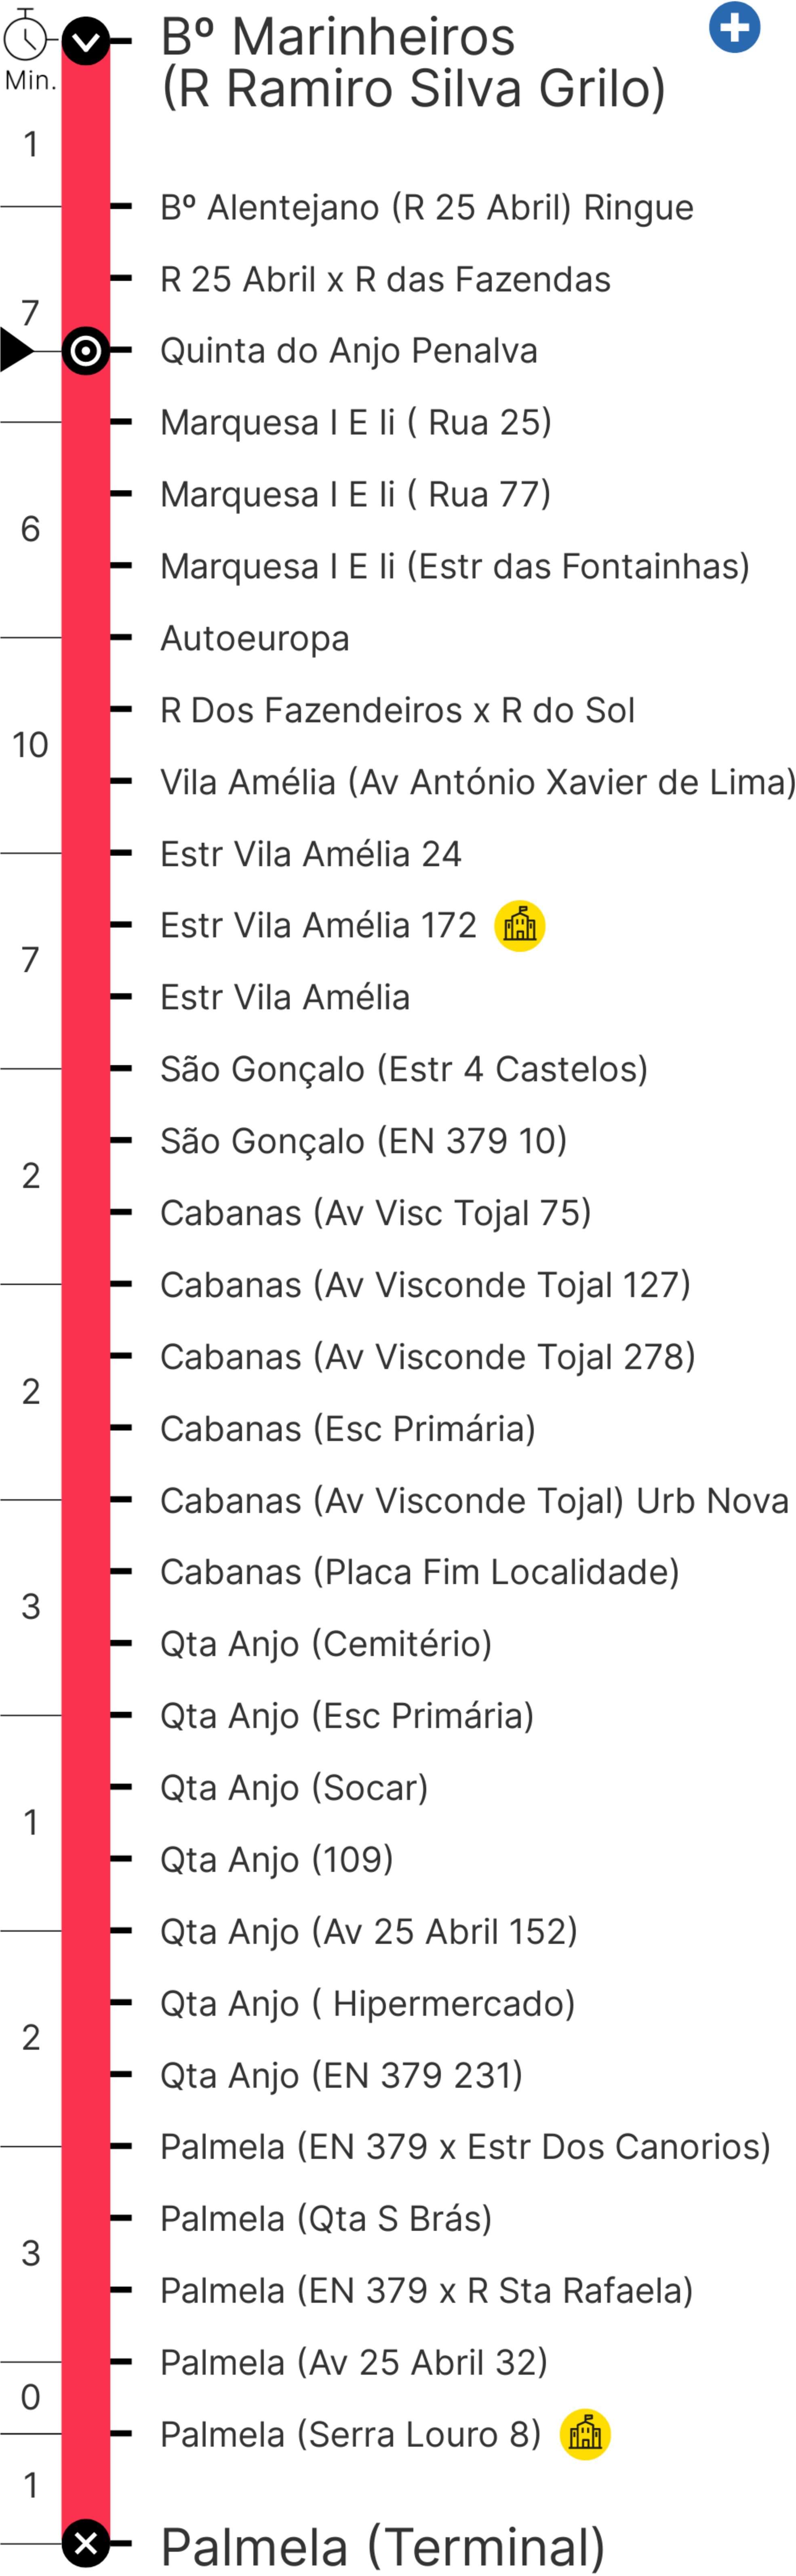 Min.
Bº Marinheiros
(R Ramiro Silva Grilo)
1
Bº Alentejano (R 25 Abril) Ringue
R 25 Abril x R das Fazendas
7
Quinta do Anjo Penalva
Marquesa I E Ii ( Rua 25)
Marquesa I E Ii ( Rua 77)
6
Marquesa I E Ii (Estr das Fontainhas)
Autoeuropa
R Dos Fazendeiros x R do Sol
10
Vila Amélia (Av António Xavier de Lima)
Estr Vila Amélia 24
Estr Vila Amélia 172
7
Estr Vila Amélia
São Gonçalo (Estr 4 Castelos)
São Gonçalo (EN 379 10)
2
Cabanas (Av Visc Tojal 75)
Cabanas (Av Visconde Tojal 127)
Cabanas (Av Visconde Tojal 278)
2
Cabanas (Esc Primária)
Cabanas (Av Visconde Tojal) Urb Nova
Cabanas (Placa Fim Localidade)
3
Qta Anjo (Cemitério)
Qta Anjo (Esc Primária)
Qta Anjo (Socar)
1
Qta Anjo (109)
Qta Anjo (Av 25 Abril 152)
Qta Anjo ( Hipermercado)
2
Qta Anjo (EN 379 231)
Palmela (EN 379 x Estr Dos Canorios)
Palmela (Qta S Brás)
3
Palmela (EN 379 x R Sta Rafaela)
Palmela (Av 25 Abril 32)
0
Palmela (Serra Louro 8)
1
Palmela (Terminal)